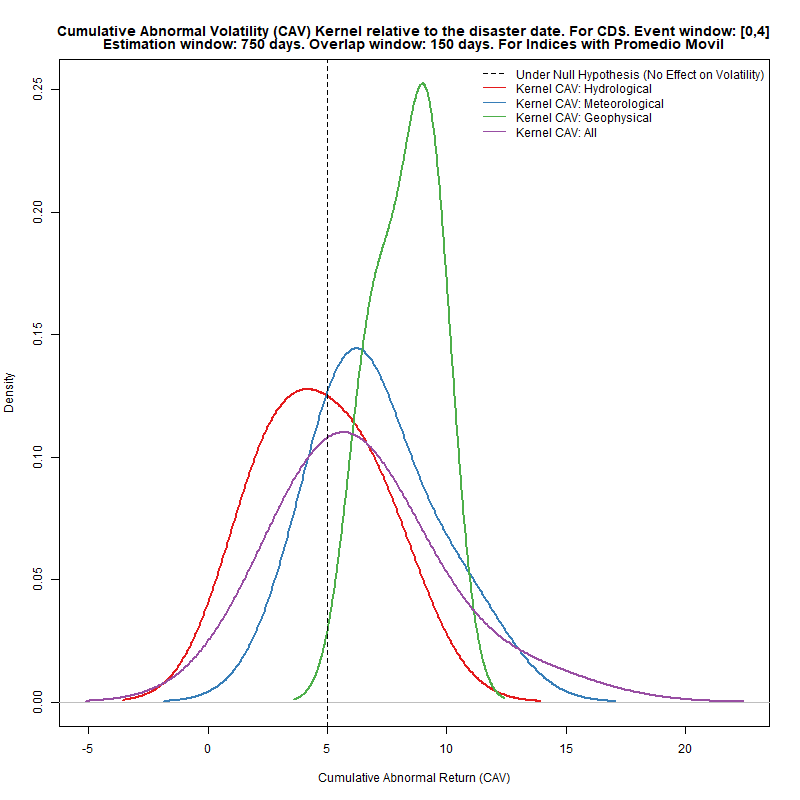 Cumulative Abnormal Volatility (CAV) Kernel relative to the disaster date. For CDS. Event window: [0,4]
Estimation window: 750 days. Overlap window: 150 days. For Indices with Promedio Movil
Under Null Hypothesis (No Effect on Volatility)
Kernel CAV: Hydrological
Kernel CAV: Meteorological
Kernel CAV: Geophysical
Kernel CAV: All
0.25
0.20
0.15
0.10
0.05
0.00
Density
-5 0 5 10 15 20
Cumulative Abnormal Return (CAV)